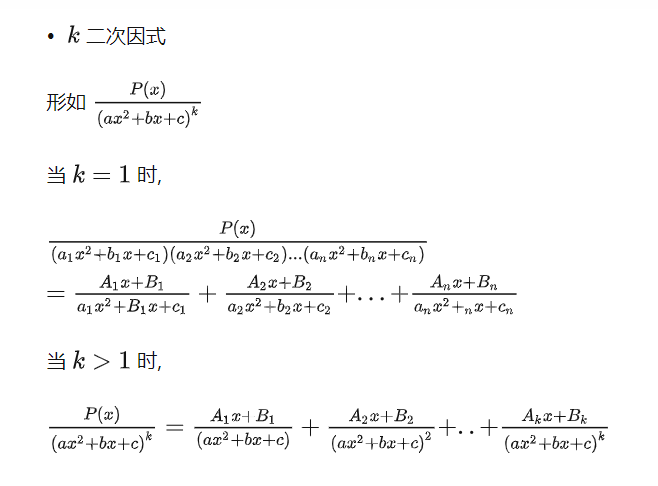 • k 二次因式
形如 P(x)/(ax²+bx+c)^k
当 k = 1 时,
P(x)/((a₁x²+b₁x+c₁)(a₂x²+b₂x+c₂)...(aₙx²+bₙx+cₙ))
= (A₁x+B₁)/(a₁x²+B₁x+c₁) + (A₂x+B₂)/(a₂x²+b₂x+c₂) +...+ (Aₙx+Bₙ)/(aₙx²+ₙx+cₙ)
当 k > 1 时,
P(x)/(ax²+bx+c)^k = (A₁x+B₁)/(ax²+bx+c) + (A₂x+B₂)/(ax²+bx+c)² +..+ (Aₖx+Bₖ)/(ax²+bx+c)^k